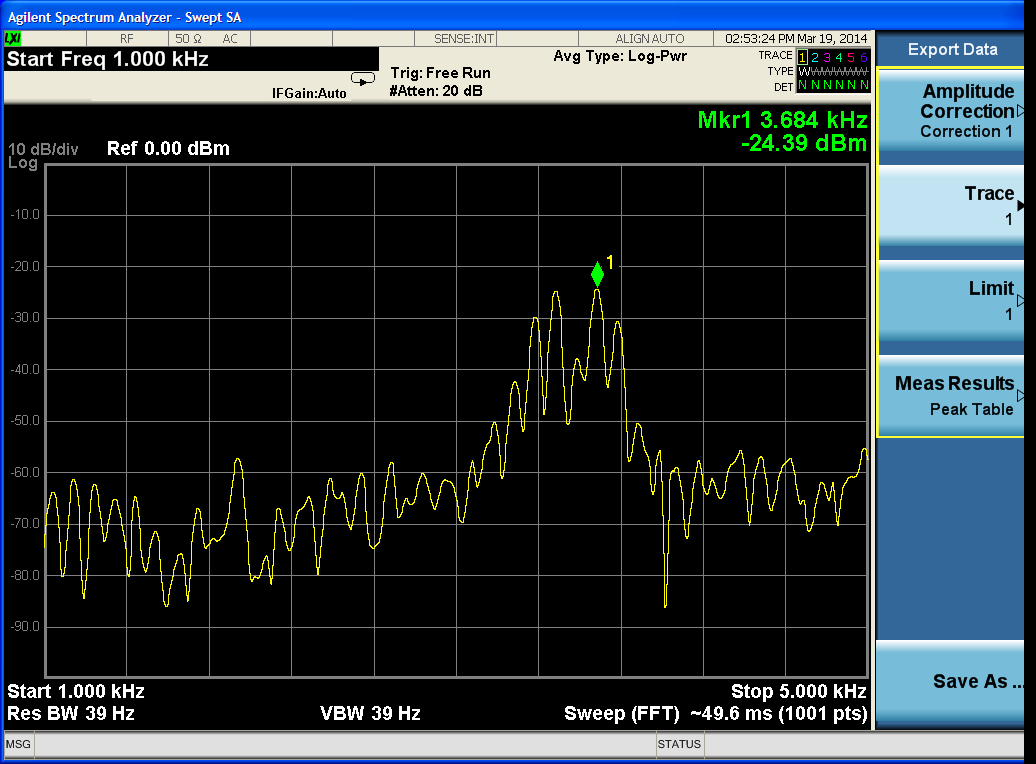 Agilent Spectrum Analyzer - Swept SA
LXI RF 50 Ω AC SENSE:INT ALIGN AUTO 02:53:24 PM Mar 19, 2014
Start Freq 1.000 kHz
IFGain:Auto
Trig: Free Run
#Atten: 20 dB
Avg Type: Log-Pwr
TRACE 1 2 3 4 5 6
TYPE W W W W W W
DET N N N N N N
Mkr1 3.684 kHz
-24.39 dBm
10 dB/div Ref 0.00 dBm
Log
-10.0
-20.0
-30.0
-40.0
-50.0
-60.0
-70.0
-80.0
-90.0
1
Start 1.000 kHz Stop 5.000 kHz
Res BW 39 Hz VBW 39 Hz Sweep (FFT) ~49.6 ms (1001 pts)
MSG STATUS
Export Data
Amplitude
Correction
Correction 1
Trace
1
Limit
1
Meas Results
Peak Table
Save As ...